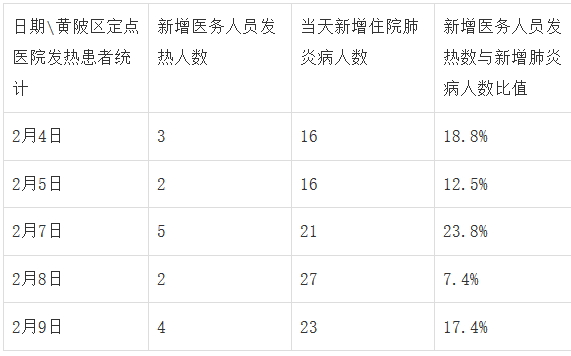 日期\黄陂区定点 新增医务人员发 当天新增住院肺 新增医务人员发
医院发热患者统 热人数 炎病人数 热数与新增肺炎
计 病人数比值
2月4日 3 16 18.8%
2月5日 2 16 12.5%
2月7日 5 21 23.8%
2月8日 2 27 7.4%
2月9日 4 23 17.4%